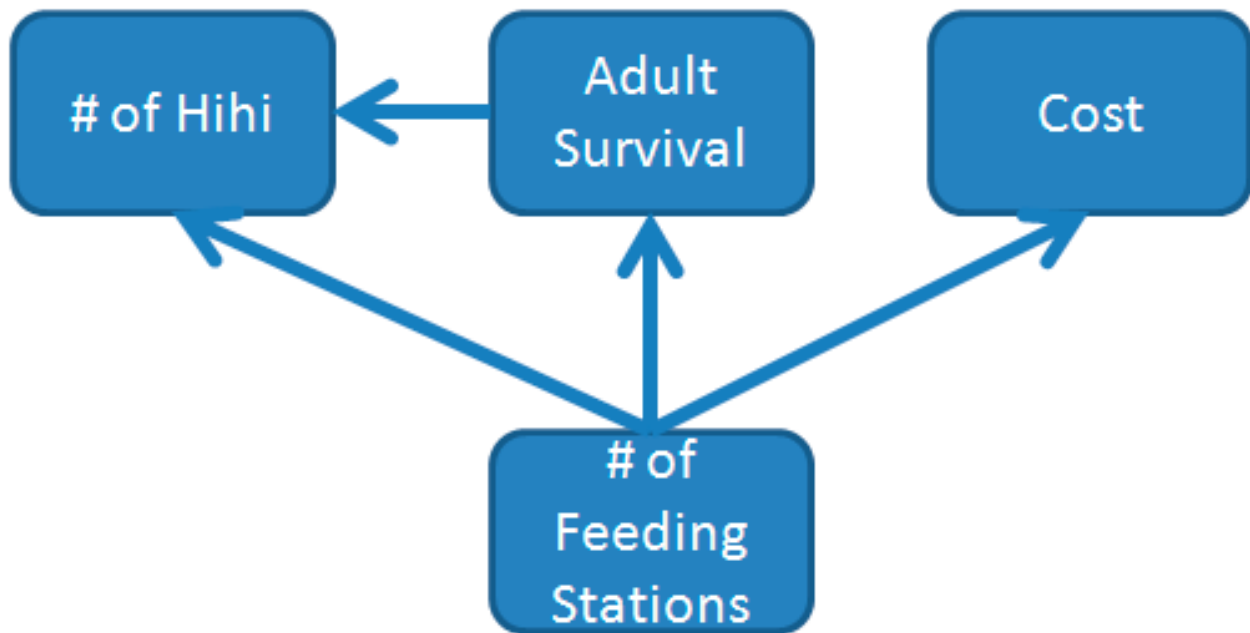 # of Hihi
Adult
Survival
Cost
# of
Feeding
Stations